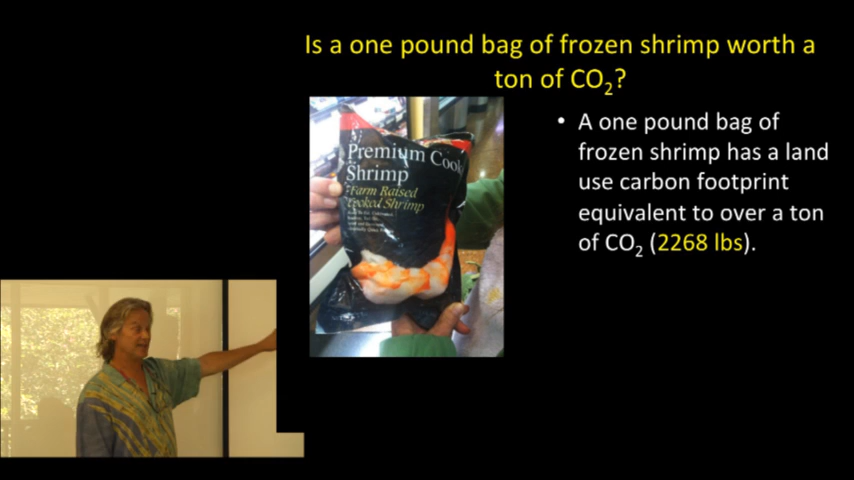 Is a one pound bag of frozen shrimp worth a
ton of CO₂?
• A one pound bag of
frozen shrimp has a land
use carbon footprint
equivalent to over a ton
of CO₂ (2268 lbs).
Premium Cook
Shrimp
Farm Raised
Cooked Shrimp